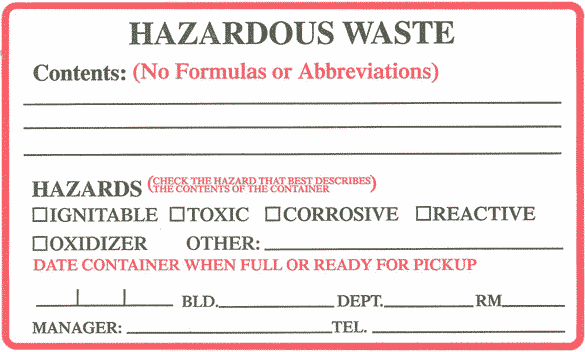 HAZARDOUS WASTE
Contents: (No Formulas or Abbreviations)
HAZARDS (CHECK THE HAZARD THAT BEST DESCRIBES
THE CONTENTS OF THE CONTAINER)
☐IGNITABLE ☐TOXIC ☐CORROSIVE ☐REACTIVE
☐OXIDIZER OTHER:
DATE CONTAINER WHEN FULL OR READY FOR PICKUP
BLD. DEPT. RM
MANAGER: TEL.